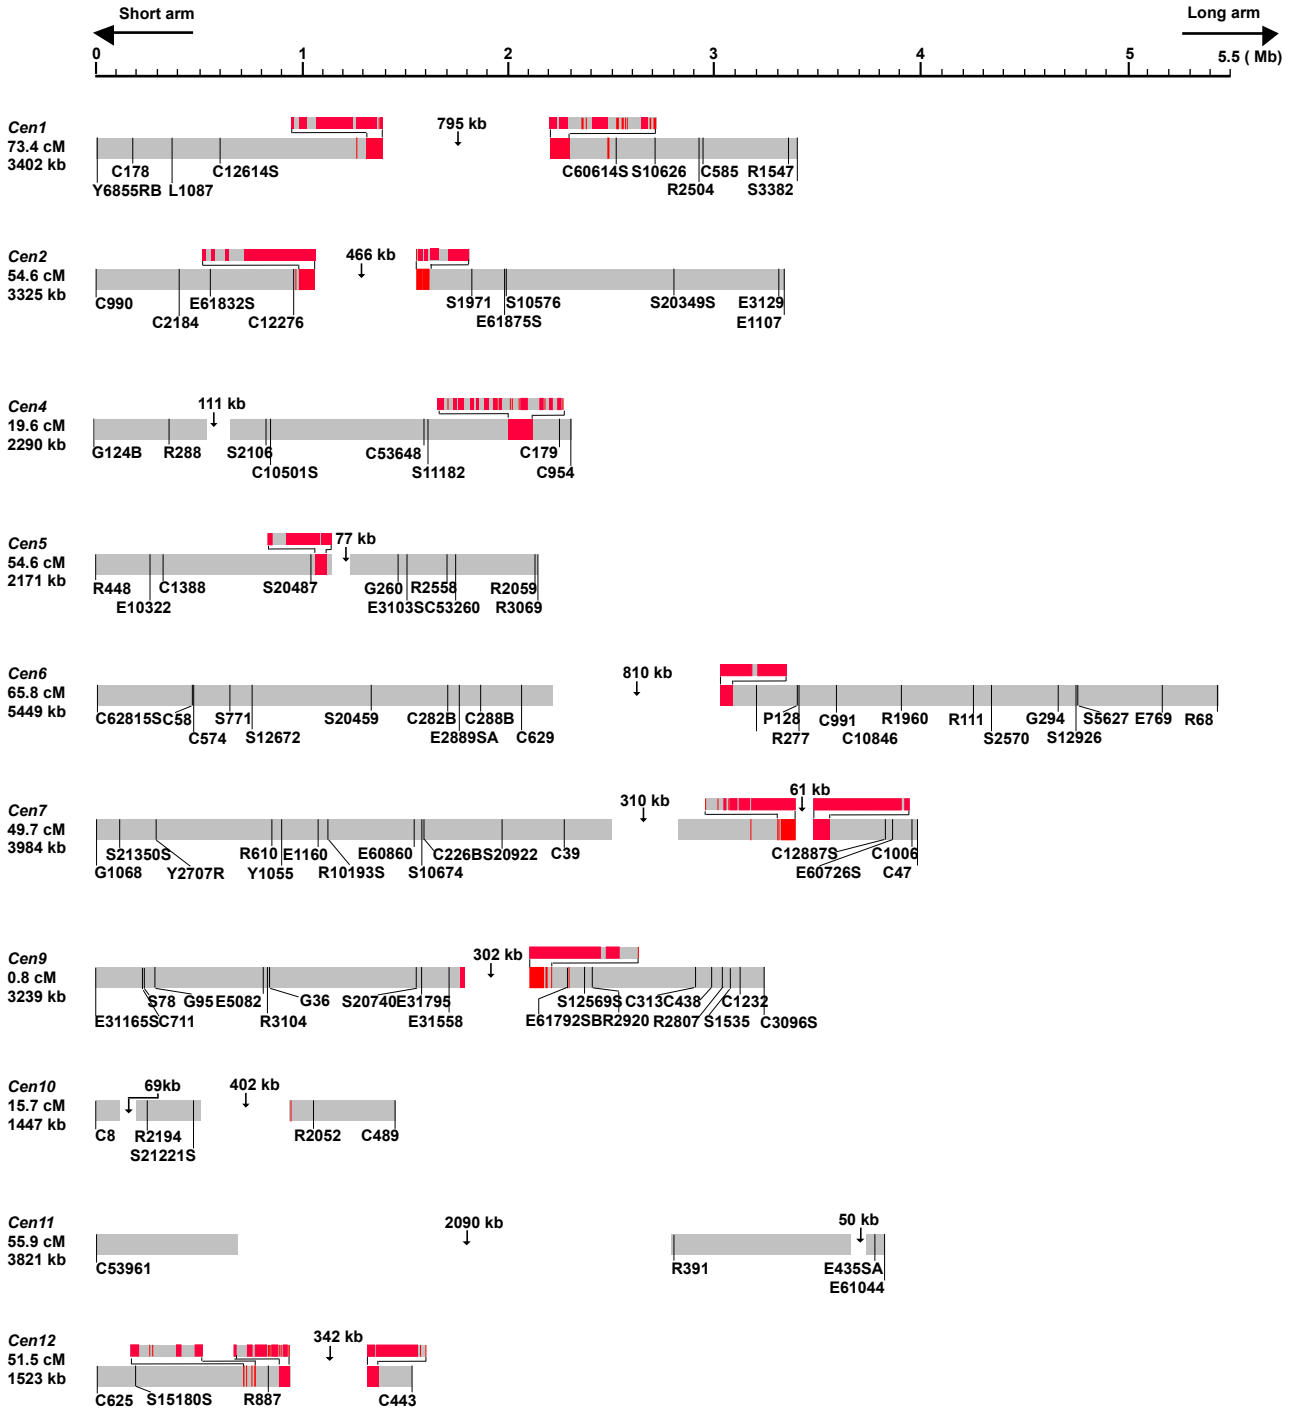 Short arm
Long arm
0 1 2 3 4 5 5.5 ( Mb)
Cen1
73.4 cM
3402 kb
795 kb
C178 C12614S C60614S S10626 C585 R1547
Y6855RB L1087 R2504 S3382
Cen2
54.6 cM
3325 kb
466 kb
C990 E61832S S1971 S10576 S20349S E3129
C2184 C12276 E61875S E1107
Cen4
19.6 cM
2290 kb
111 kb
G124B R288 S2106 C53648 C179
C10501S S11182 C954
Cen5
54.6 cM
2171 kb
77 kb
R448 C1388 S20487 G260 R2558 R2059
E10322 E3103S C53260 R3069
Cen6
65.8 cM
5449 kb
810 kb
C62815S C58 S771 S20459 C282B C288B P128 C991 R1960 R111 G294 S5627 E769 R68
C574 S12672 E2889SA C629 R277 C10846 S2570 S12926
Cen7
49.7 cM
3984 kb
310 kb
61 kb
S21350S R610 E1160 E60860 C226B S20922 C39 C12887S C1006
G1068 Y2707R Y1055 R10193S S10674 E60726S C47
Cen9
0.8 cM
3239 kb
302 kb
S78 G95 E5082 G36 S20740 E31795 S12569S C313 C438 C1232
E31165S C711 R3104 E31558 E61792SB R2920 R2807 S1535 C3096S
Cen10
15.7 cM
1447 kb
69kb
402 kb
C8 R2194 R2052 C489
S21221S
Cen11
55.9 cM
3821 kb
2090 kb
50 kb
C53961 R391 E435SA
E61044
Cen12
51.5 cM
1523 kb
342 kb
C625 S15180S R887 C443